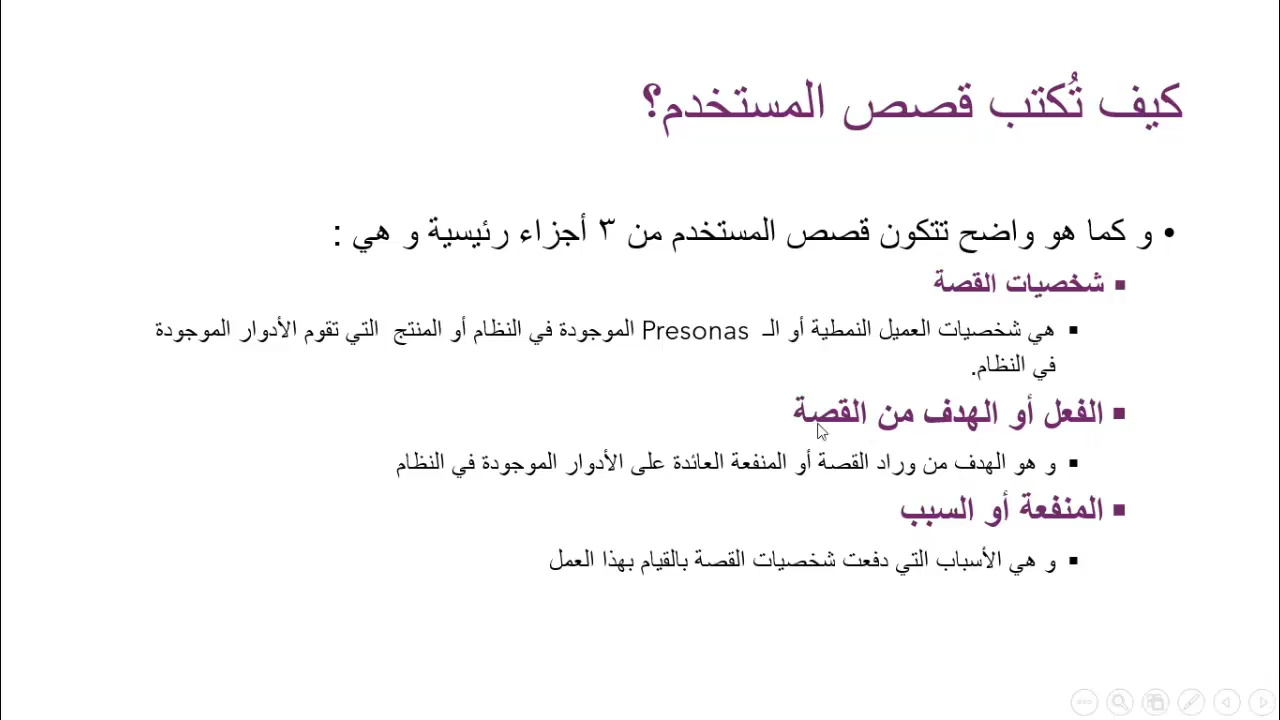 كيف تُكتب قصص المستخدم؟
• و كما هو واضح تتكون قصص المستخدم من ٣ أجزاء رئيسية و هي :
▪ شخصيات القصة
▪ هي شخصيات العميل النمطية أو الـ Presonas الموجودة في النظام أو المنتج التي تقوم الأدوار الموجودة
في النظام.
▪ الفعل أو الهدف من القصة
▪ و هو الهدف من وراد القصة أو المنفعة العائدة على الأدوار الموجودة في النظام
▪ المنفعة أو السبب
▪ و هي الأسباب التي دفعت شخصيات القصة بالقيام بهذا العمل